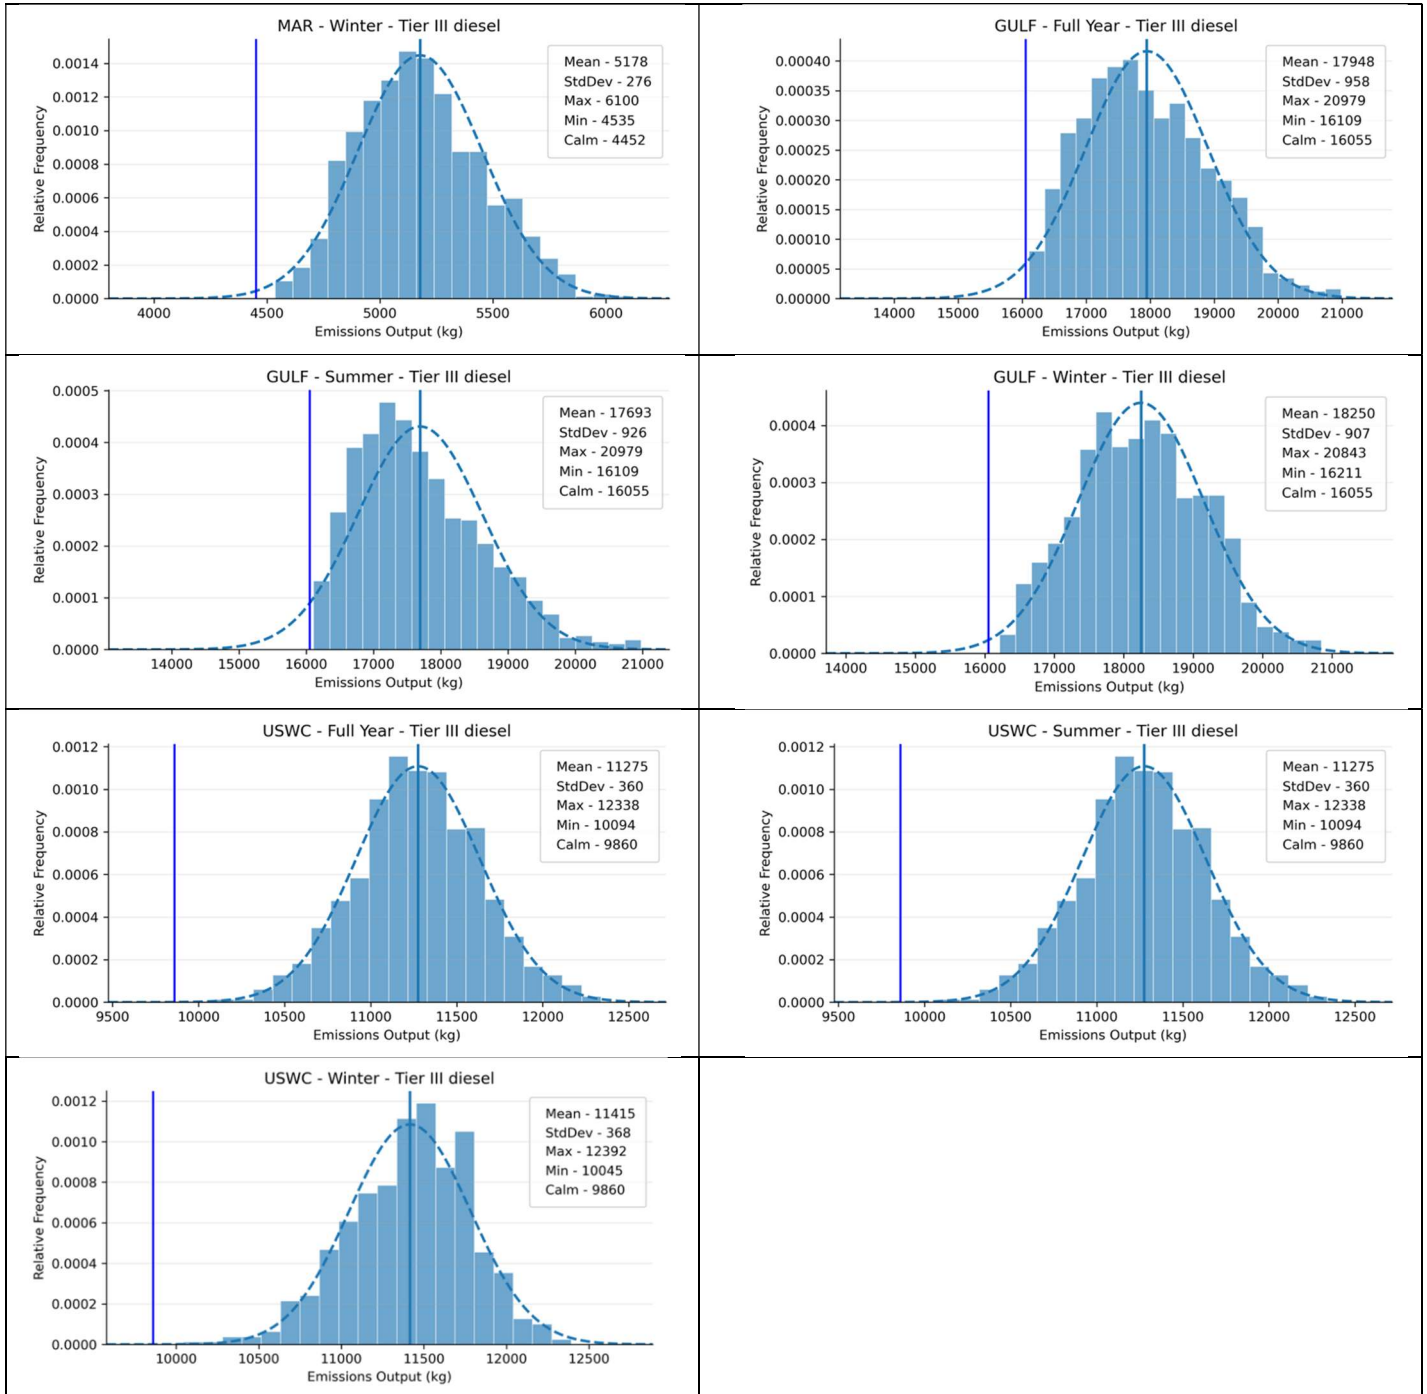 MAR - Winter - Tier III diesel
Relative Frequency
0.0014
0.0012
0.0010
0.0008
0.0006
0.0004
0.0002
0.0000
4000 4500 5000 5500 6000
Emissions Output (kg)
Mean - 5178
StdDev - 276
Max - 6100
Min - 4535
Calm - 4452
GULF - Full Year - Tier III diesel
Relative Frequency
0.00040
0.00035
0.00030
0.00025
0.00020
0.00015
0.00010
0.00005
0.00000
14000 15000 16000 17000 18000 19000 20000 21000
Emissions Output (kg)
Mean - 17948
StdDev - 958
Max - 20979
Min - 16109
Calm - 16055
GULF - Summer - Tier III diesel
Relative Frequency
0.0005
0.0004
0.0003
0.0002
0.0001
0.0000
14000 15000 16000 17000 18000 19000 20000 21000
Emissions Output (kg)
Mean - 17693
StdDev - 926
Max - 20979
Min - 16109
Calm - 16055
GULF - Winter - Tier III diesel
Relative Frequency
0.0004
0.0003
0.0002
0.0001
0.0000
14000 15000 16000 17000 18000 19000 20000 21000
Emissions Output (kg)
Mean - 18250
StdDev - 907
Max - 20843
Min - 16211
Calm - 16055
USWC - Full Year - Tier III diesel
Relative Frequency
0.0012
0.0010
0.0008
0.0006
0.0004
0.0002
0.0000
9500 10000 10500 11000 11500 12000 12500
Emissions Output (kg)
Mean - 11275
StdDev - 360
Max - 12338
Min - 10094
Calm - 9860
USWC - Summer - Tier III diesel
Relative Frequency
0.0012
0.0010
0.0008
0.0006
0.0004
0.0002
0.0000
9500 10000 10500 11000 11500 12000 12500
Emissions Output (kg)
Mean - 11275
StdDev - 360
Max - 12338
Min - 10094
Calm - 9860
USWC - Winter - Tier III diesel
Relative Frequency
0.0012
0.0010
0.0008
0.0006
0.0004
0.0002
0.0000
10000 10500 11000 11500 12000 12500
Emissions Output (kg)
Mean - 11415
StdDev - 368
Max - 12392
Min - 10045
Calm - 9860